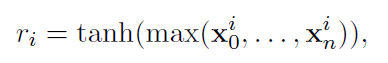 r_i = tanh(max(x_0^i, . . . , x_n^i)),